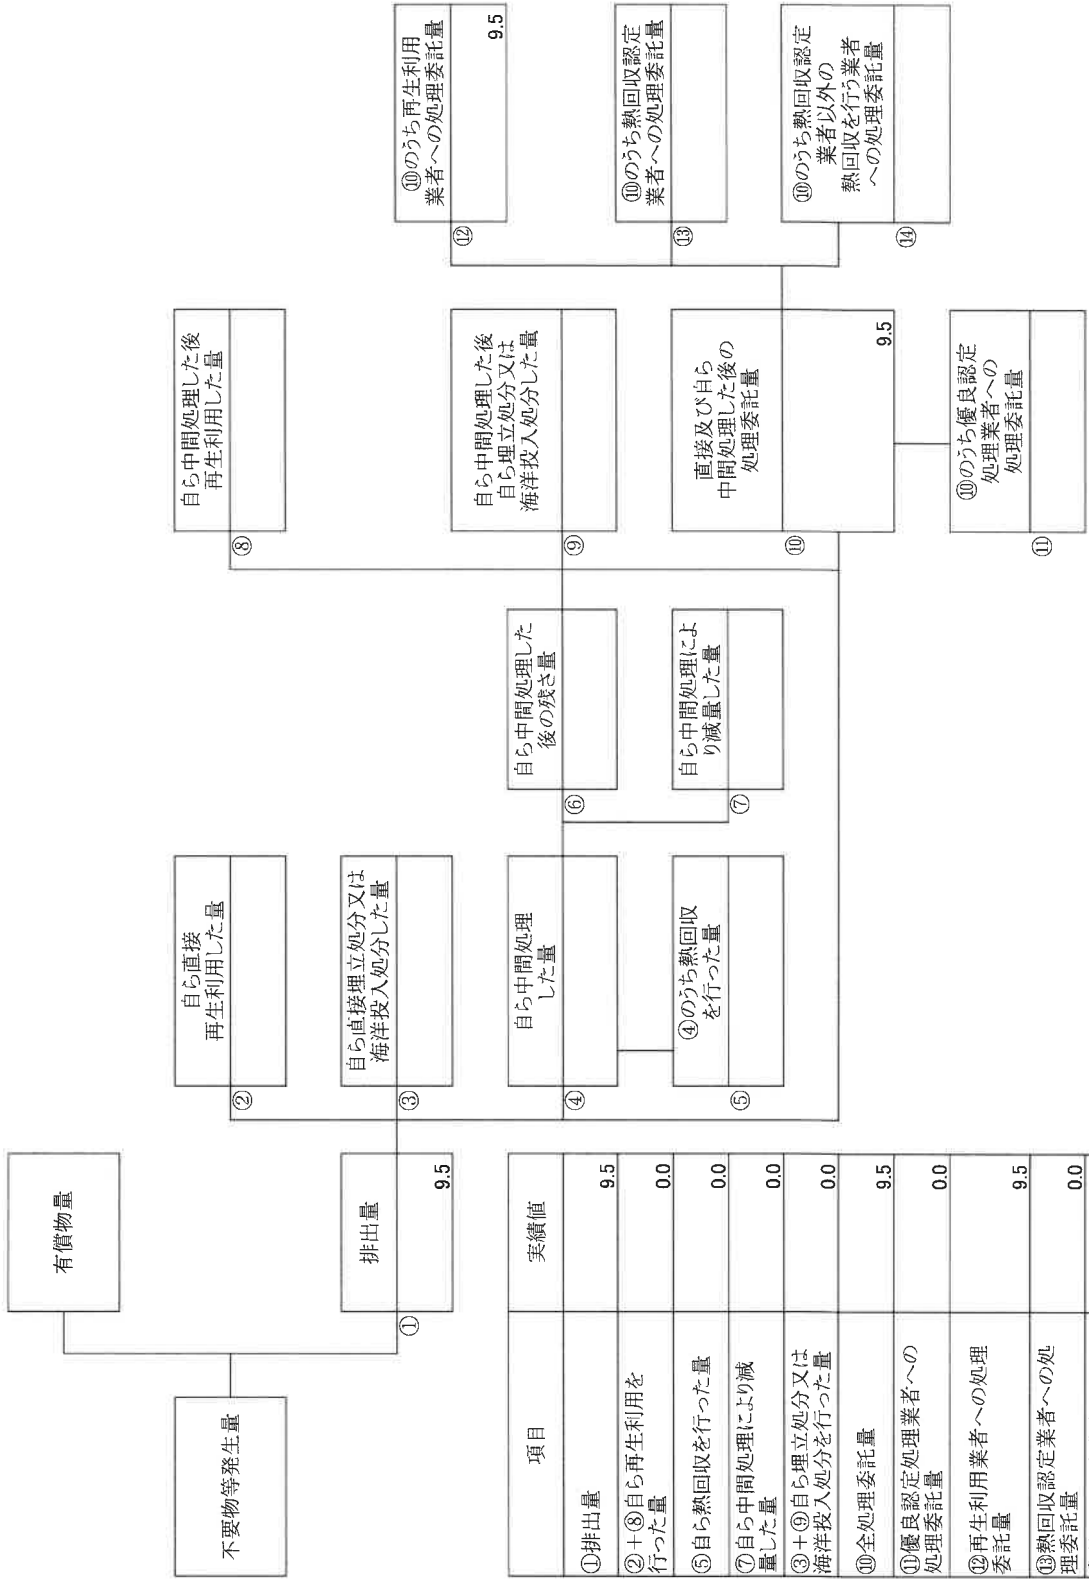 不要物等発生量
有償物量
①
排出量
9.5
②
自ら直接
再生利用した量
③
自ら直接埋立処分又は
海洋投入処分した量
④
自ら中間処理
した量
⑤
④のうち熱回収
を行った量
⑥
自ら中間処理した
後の残さ量
⑦
自ら中間処理によ
り減量した量
⑧
自ら中間処理した後
再生利用した量
⑨
自ら中間処理した後
自ら埋立処分又は
海洋投入処分した量
⑩
直接及び自ら
中間処理した後の
処理委託量
9.5
⑪
⑩のうち優良認定
処理業者への
処理委託量
⑫
⑩のうち再生利用
業者への処理委託量
9.5
⑬
⑩のうち熱回収認定
業者への処理委託量
⑭
⑩のうち熱回収認定
業者以外の
熱回収を行う業者
への処理委託量
項目
実績値
①排出量
9.5
②+⑧自ら再生利用を
行った量
0.0
⑤自ら熱回収を行った量
0.0
⑦自ら中間処理により減
量した量
0.0
③+⑨自ら埋立処分又は
海洋投入処分を行った量
0.0
⑩全処理委託量
9.5
⑪優良認定処理業者への
処理委託量
0.0
⑫再生利用業者への処理
委託量
9.5
⑬熱回収認定業者への処
理委託量
0.0